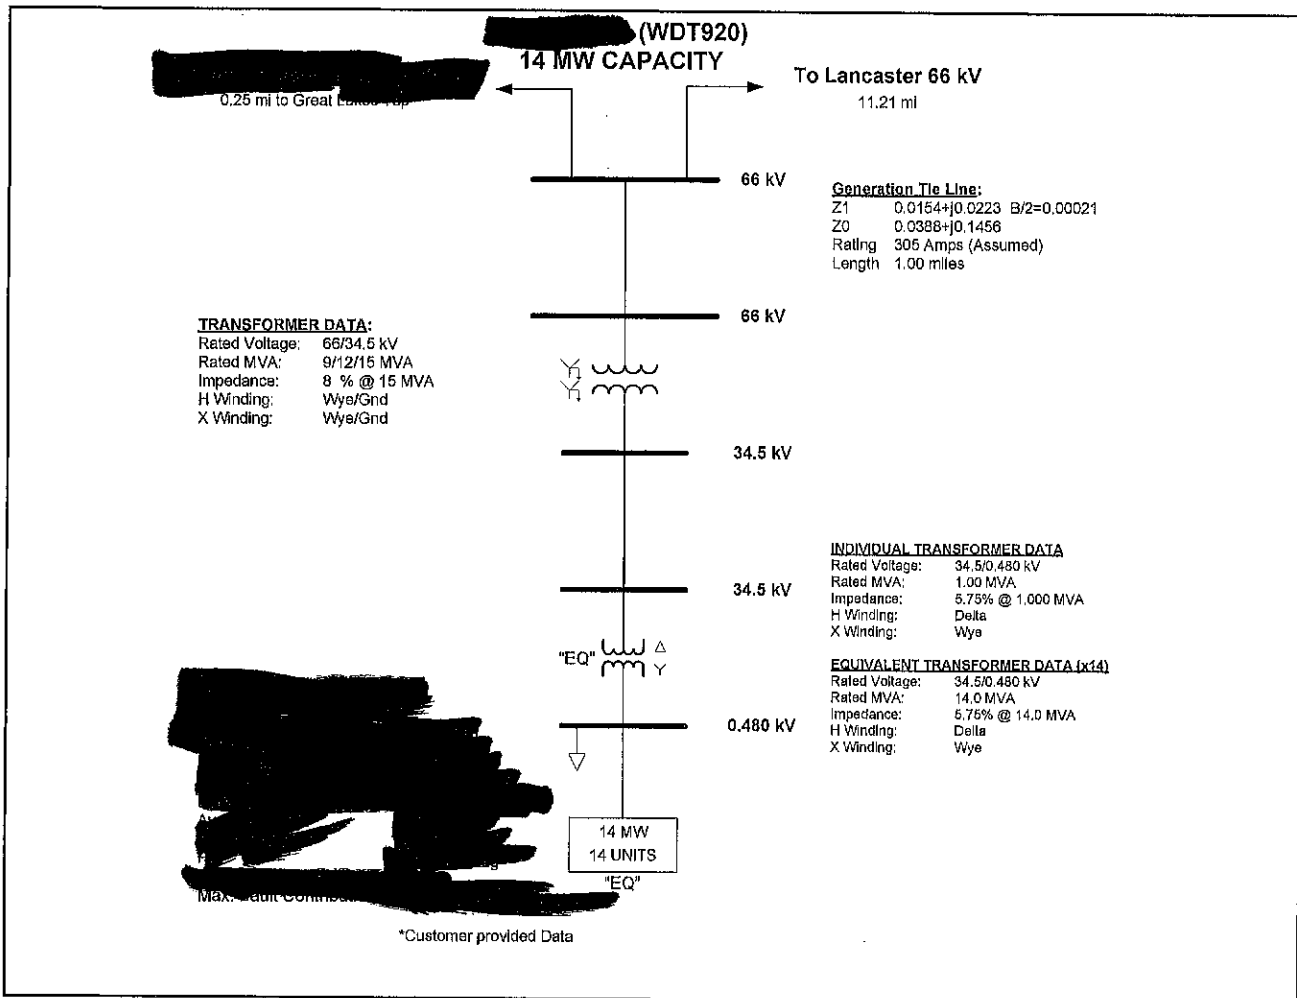 (WDT920)
14 MW CAPACITY
To Lancaster 66 kV
11.21 mi
0.25 mi to Great Lakes Tap
66 kV
Generation Tie Line:
Z1 0.0154+j0.0223 B/2=0.00021
Z0 0.0388+j0.1456
Rating 305 Amps (Assumed)
Length 1.00 miles
66 kV
TRANSFORMER DATA:
Rated Voltage: 66/34.5 kV
Rated MVA: 9/12/15 MVA
Impedance: 8 % @ 15 MVA
H Winding: Wye/Gnd
X Winding: Wye/Gnd
34.5 kV
34.5 kV
INDIVIDUAL TRANSFORMER DATA
Rated Voltage: 34.5/0.480 kV
Rated MVA: 1.00 MVA
Impedance: 5.75% @ 1.000 MVA
H Winding: Delta
X Winding: Wye
"EQ" Δ
Y
EQUIVALENT TRANSFORMER DATA (x14)
Rated Voltage: 34.5/0.480 kV
Rated MVA: 14.0 MVA
Impedance: 5.75% @ 14.0 MVA
H Winding: Delta
X Winding: Wye
0.480 kV
14 MW
14 UNITS
"EQ"
Max. Fault
*Customer provided Data